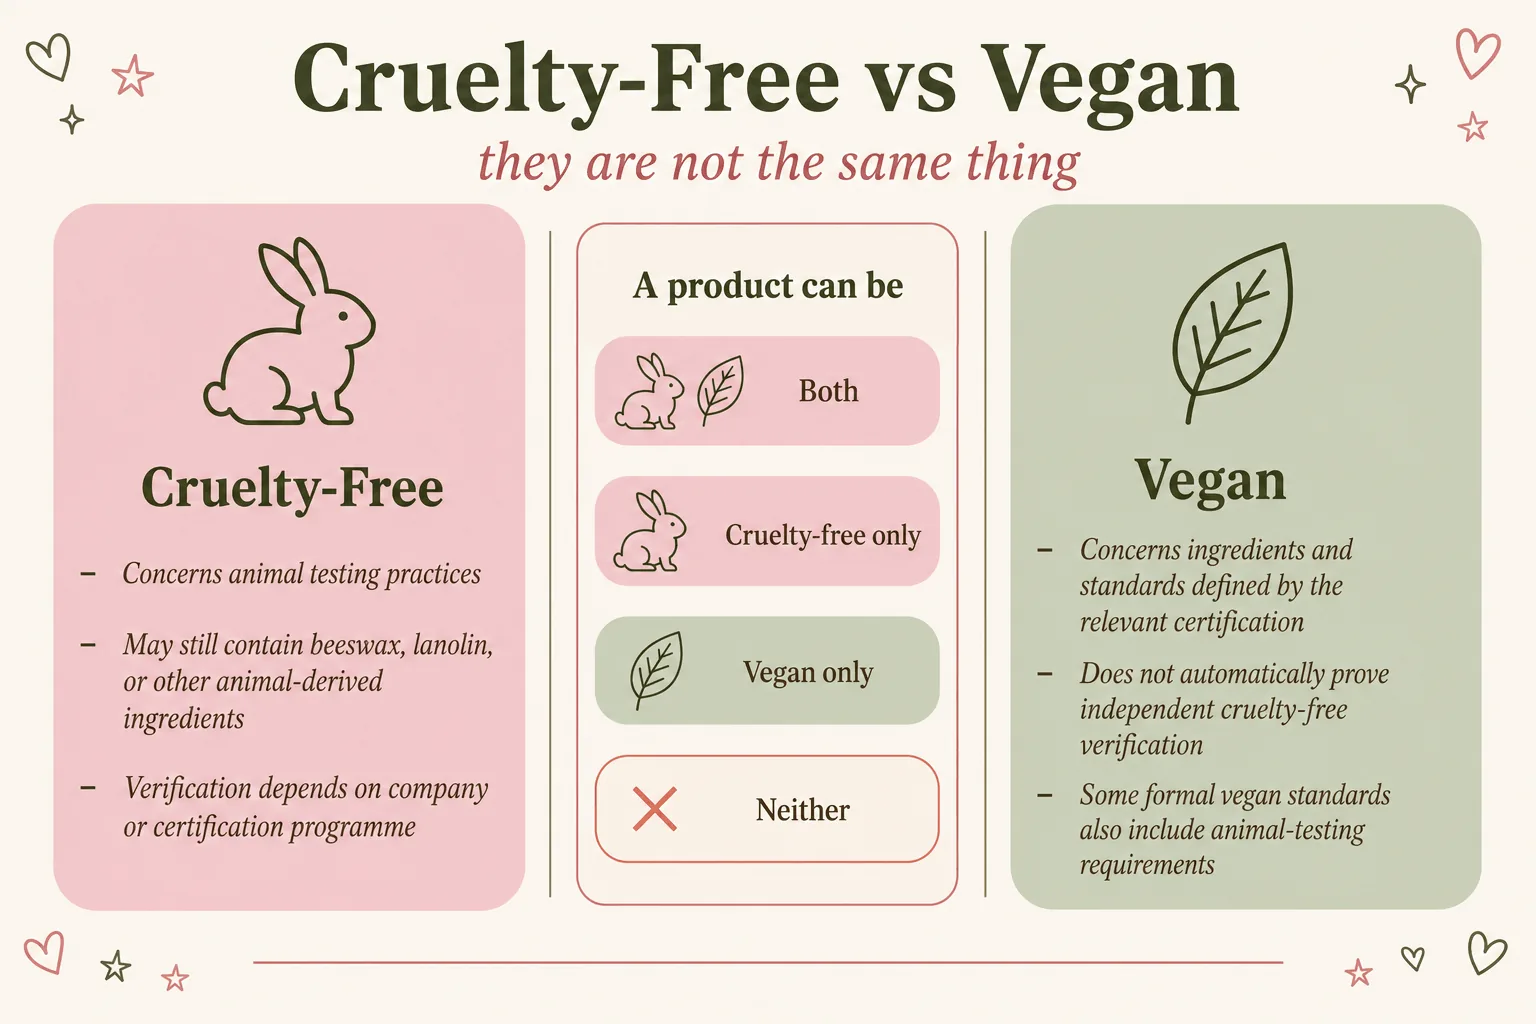 Cruelty-Free vs Vegan
they are not the same thing
Cruelty-Free
– Concerns animal testing practices
– May still contain beeswax, lanolin,
or other animal-derived
ingredients
– Verification depends on company
or certification programme
A product can be
Both
Cruelty-free only
Vegan only
Neither
Vegan
– Concerns ingredients and
standards defined by the
relevant certification
– Does not automatically prove
independent cruelty-free
verification
– Some formal vegan standards
also include animal-testing
requirements